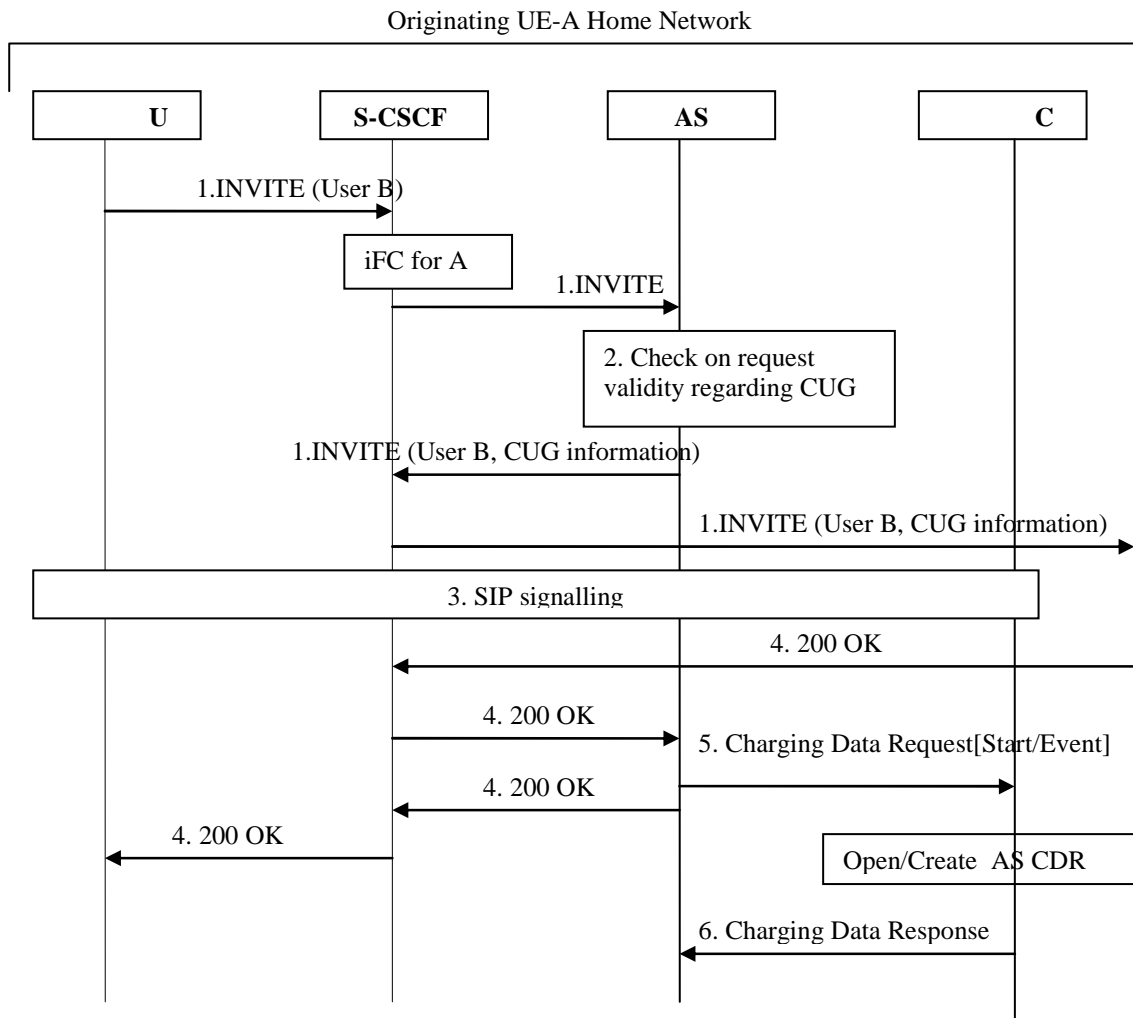 Originating UE-A Home Network
U
S-CSCF
AS
C
1.INVITE (User B)
iFC for A
1.INVITE
2. Check on request
validity regarding CUG
1.INVITE (User B, CUG information)
1.INVITE (User B, CUG information)
3. SIP signalling
4. 200 OK
4. 200 OK
5. Charging Data Request[Start/Event]
4. 200 OK
4. 200 OK
Open/Create AS CDR
6. Charging Data Response